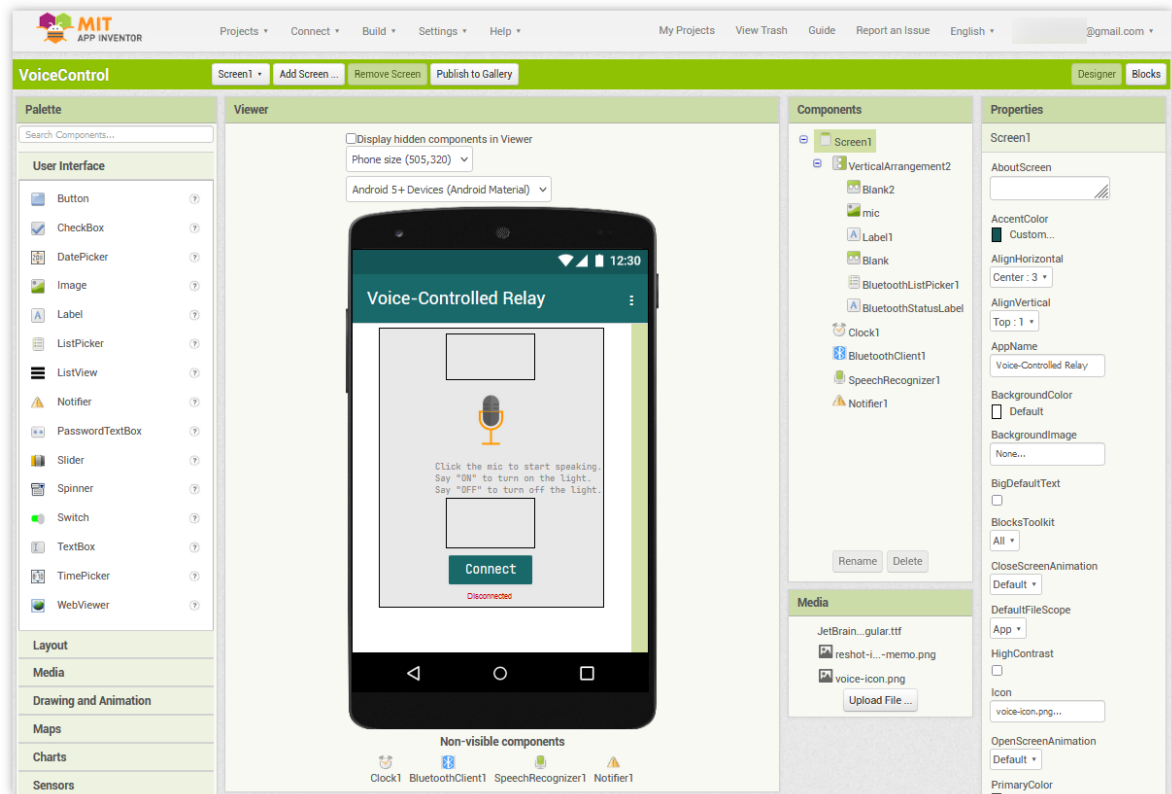 MIT
APP INVENTOR
Projects
Connect
Build
Settings
Help
My Projects
View Trash
Guide
Report an Issue
English
@gmail.com
VoiceControl
Screen1
Add Screen ...
Remove Screen
Publish to Gallery
Designer
Blocks
Palette
Search Components...
User Interface
Button
CheckBox
DatePicker
Image
Label
ListPicker
ListView
Notifier
PasswordTextBox
Slider
Spinner
Switch
TextBox
TimePicker
WebViewer
Layout
Media
Drawing and Animation
Maps
Charts
Sensors
Viewer
Display hidden components in Viewer
Phone size (505,320)
Android 5+ Devices (Android Material)
12:30
Voice-Controlled Relay
Click the mic to start speaking.
Say "ON" to turn on the light.
Say "OFF" to turn off the light.
Connect
Disconnected
Non-visible components
Clock1
BluetoothClient1
SpeechRecognizer1
Notifier1
Components
Screen1
VerticalArrangement2
Blank2
mic
Label1
Blank
BluetoothListPicker1
BluetoothStatusLabel
Clock1
BluetoothClient1
SpeechRecognizer1
Notifier1
Rename
Delete
Media
JetBrain...gular.ttf
reshot-i...-memo.png
voice-icon.png
Upload File ...
Properties
Screen1
AboutScreen
AccentColor
Custom...
AlignHorizontal
Center : 3
AlignVertical
Top : 1
AppName
Voice-Controlled Relay
BackgroundColor
Default
BackgroundImage
None...
BigDefaultText
BlocksToolkit
All
CloseScreenAnimation
Default
DefaultFileScope
App
HighContrast
Icon
voice-icon.png...
OpenScreenAnimation
Default
PrimaryColor